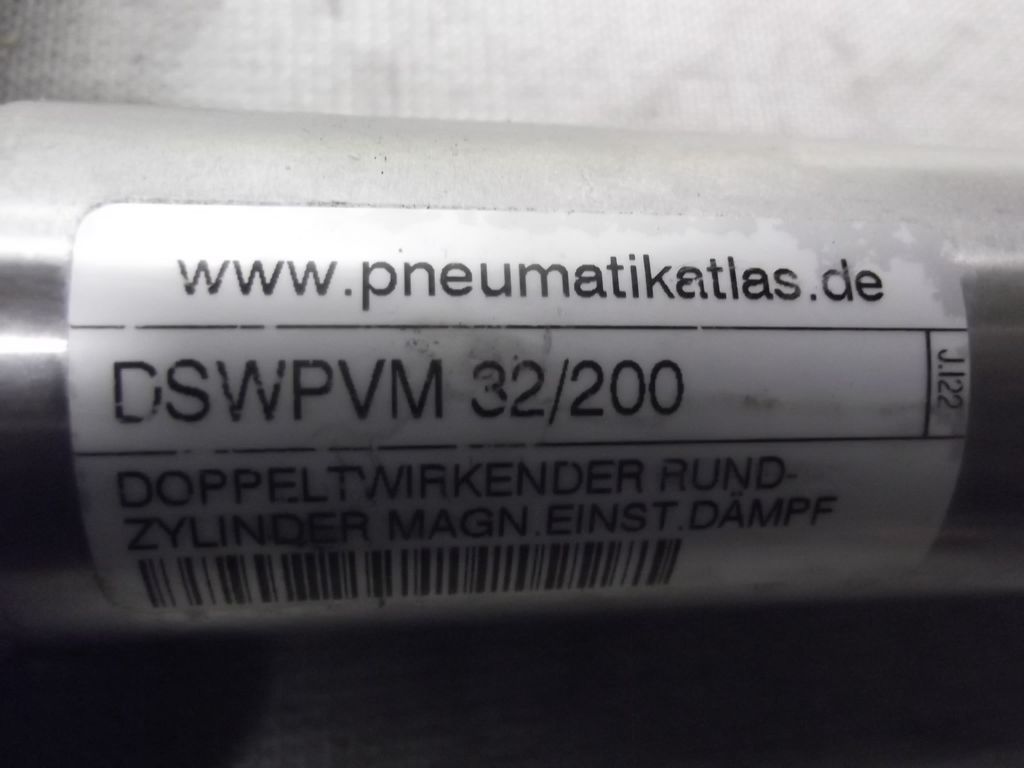 www.pneumatikatlas.de
DSWPVM 32/200
J.I22
DOPPELTWIRKENDER RUND-
ZYLINDER MAGN.EINST.DÄMPF